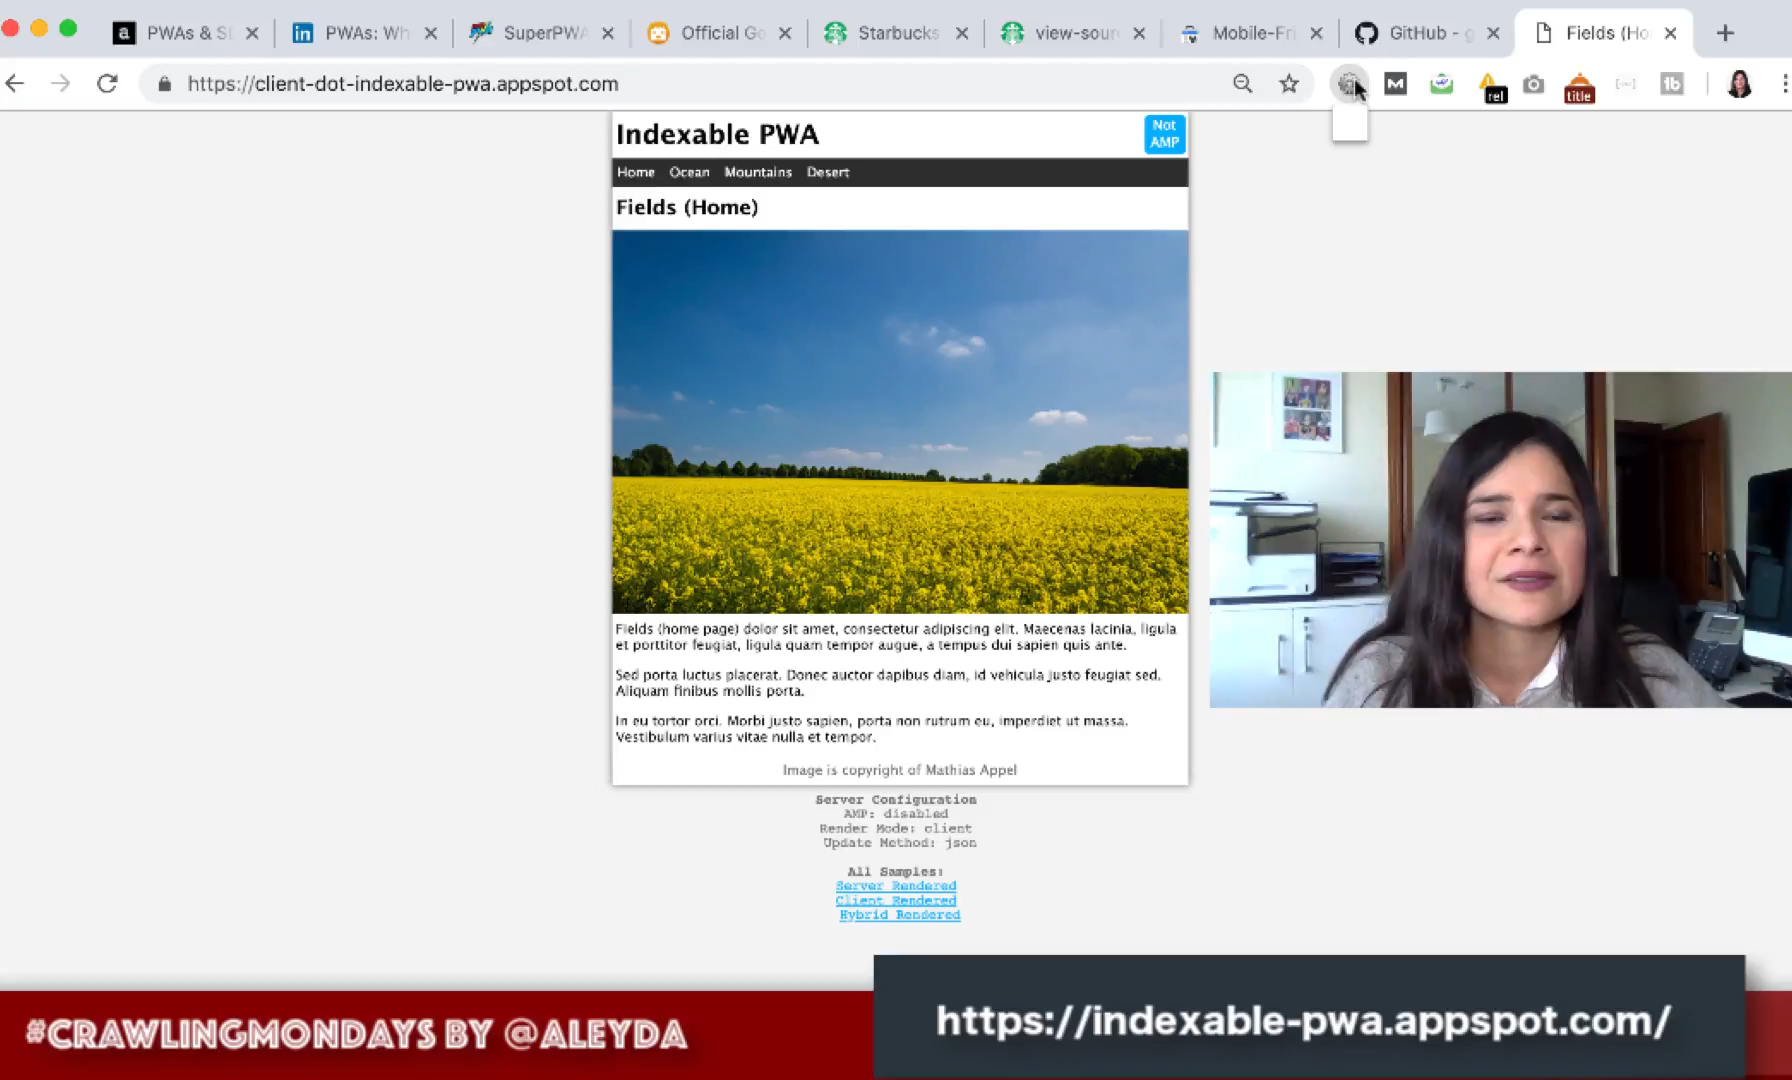 PWAs & S
PWAs: Wh
SuperPWA
Official Go
Starbucks
view-sour
Mobile-Fri
GitHub - g
Fields (Ho
https://client-dot-indexable-pwa.appspot.com
rel
title
Indexable PWA
Not
AMP
Home Ocean Mountains Desert
Fields (Home)
Fields (home page) dolor sit amet, consectetur adipiscing elit. Maecenas lacinia, ligula
et porttitor feugiat, ligula quam tempor augue, a tempus dui sapien quis ante.
Sed porta luctus placerat. Donec auctor dapibus diam, id vehicula justo feugiat sed.
Aliquam finibus mollis porta.
In eu tortor orci. Morbi justo sapien, porta non rutrum eu, imperdiet ut massa.
Vestibulum varius vitae nulla et tempor.
Image is copyright of Mathias Appel
Server Configuration
AMP: disabled
Render Mode: client
Update Method: json
All Samples:
Server Rendered
Client Rendered
Hybrid Rendered
#CRAWLINGMONDAYS BY @ALEYDA
https://indexable-pwa.appspot.com/